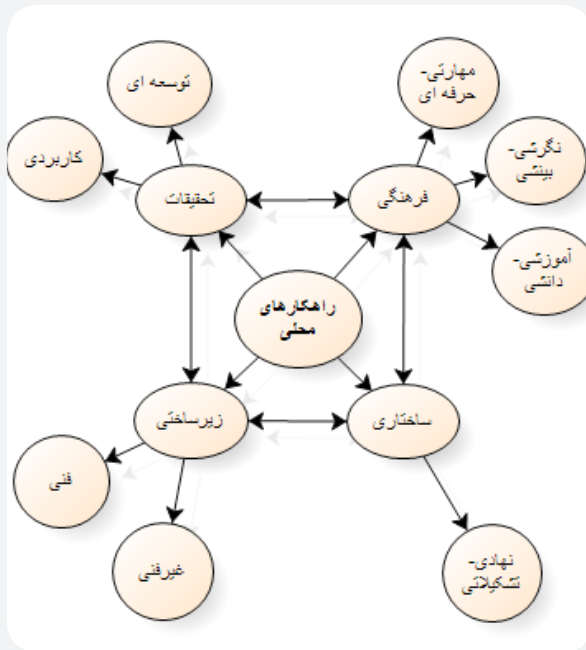 توسعه ای
مهارتی-
حرفه ای
کاربردی
نگرشی-
بینشی
تحقیقات
فرهنگی
آموزشی-
دانشی
راهکارهای
محلی
زیرساختی
ساختاری
فنی
غیرفنی
نهادی-
تشکیلاتی